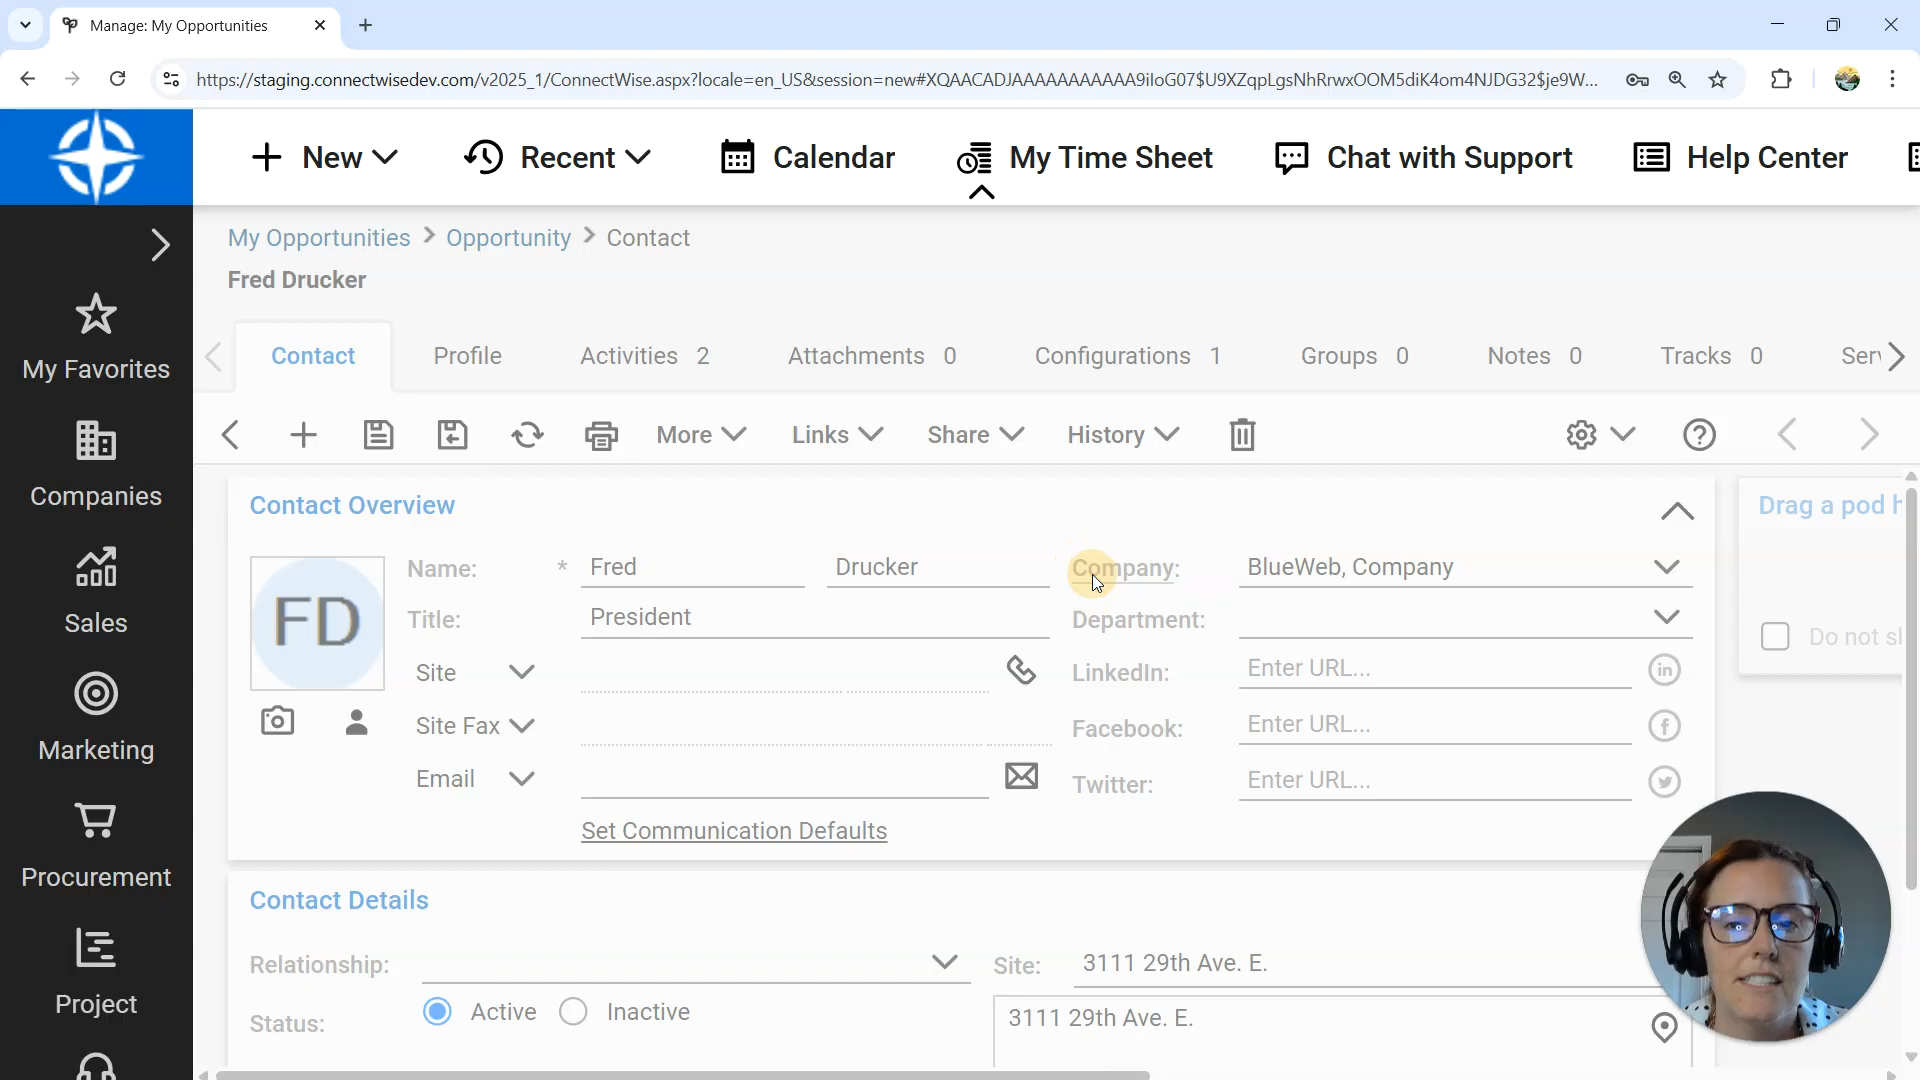 Manage: My Opportunities
https://staging.connectwisedev.com/v2025_1/ConnectWise.aspx?locale=en_US&session=new#XQAACADJAAAAAAAAAAA9iIoG07$U9XZqpLgsNhRrwxOOM5diK4om4NJDG32$je9W...
New
Recent
Calendar
My Time Sheet
Chat with Support
Help Center
My Opportunities > Opportunity > Contact
Fred Drucker
Contact
Profile
Activities 2
Attachments 0
Configurations 1
Groups 0
Notes 0
Tracks 0
Serv
More
Links
Share
History
My Favorites
Companies
Sales
Marketing
Procurement
Project
Contact Overview
FD
Name: * Fred Drucker
Title: President
Site
Site Fax
Email
Set Communication Defaults
Company: BlueWeb, Company
Department:
LinkedIn: Enter URL...
Facebook: Enter URL...
Twitter: Enter URL...
Drag a pod h
Do not sh
Contact Details
Relationship:
Status: Active Inactive
Site: 3111 29th Ave. E.
3111 29th Ave. E.